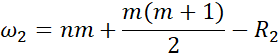 ω₂ = nm + m(m + 1)/2 − R₂